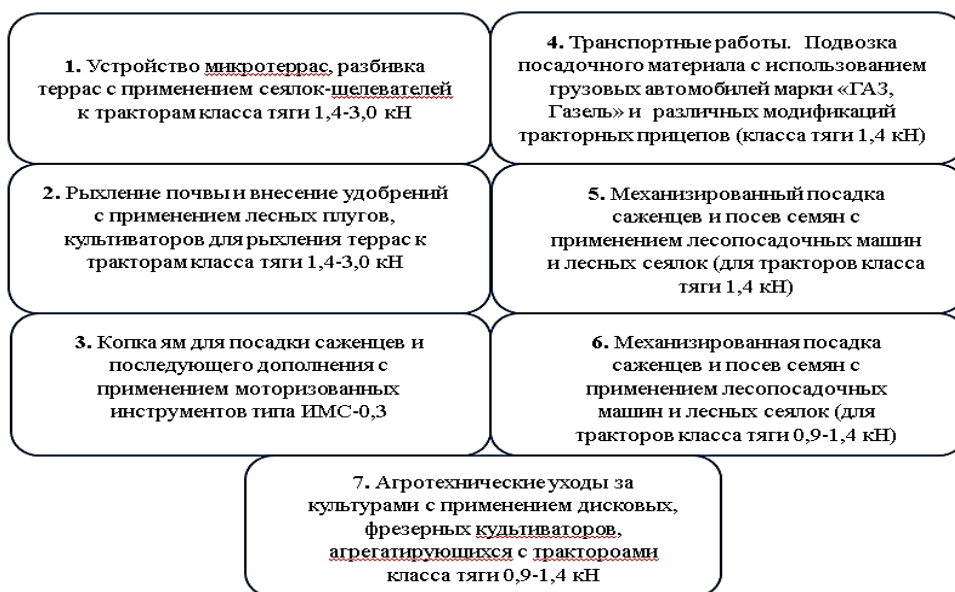 1. Устройство микротеррас, разбивка
террас с применением сеялок-щелевателей
к тракторам класса тяги 1,4-3,0 кН
2. Рыхление почвы и внесение удобрений
с применением лесных плугов,
культиваторов для рыхления террас к
тракторам класса тяги 1,4-3,0 кН
3. Копка ям для посадки саженцев и
последующего дополнения с
применением моторизованных
инструментов типа ИМС-0,3
4. Транспортные работы. Подвозка
посадочного материала с использованием
грузовых автомобилей марки «ГАЗ,
Газель» и различных модификаций
тракторных прицепов (класса тяги 1,4 кН)
5. Механизированный посадка
саженцев и посев семян с
применением лесопосадочных машин
и лесных сеялок (для тракторов класса
тяги 1,4 кН)
6. Механизированная посадка
саженцев и посев семян с
применением лесопосадочных
машин и лесных сеялок (для
тракторов класса тяги 0,9-1,4 кН)
7. Агротехнические уходы за
культурами с применением дисковых,
фрезерных кудьтиваторов,
агрегатирующихся с трактороами
класса тяги 0,9-1,4 кН